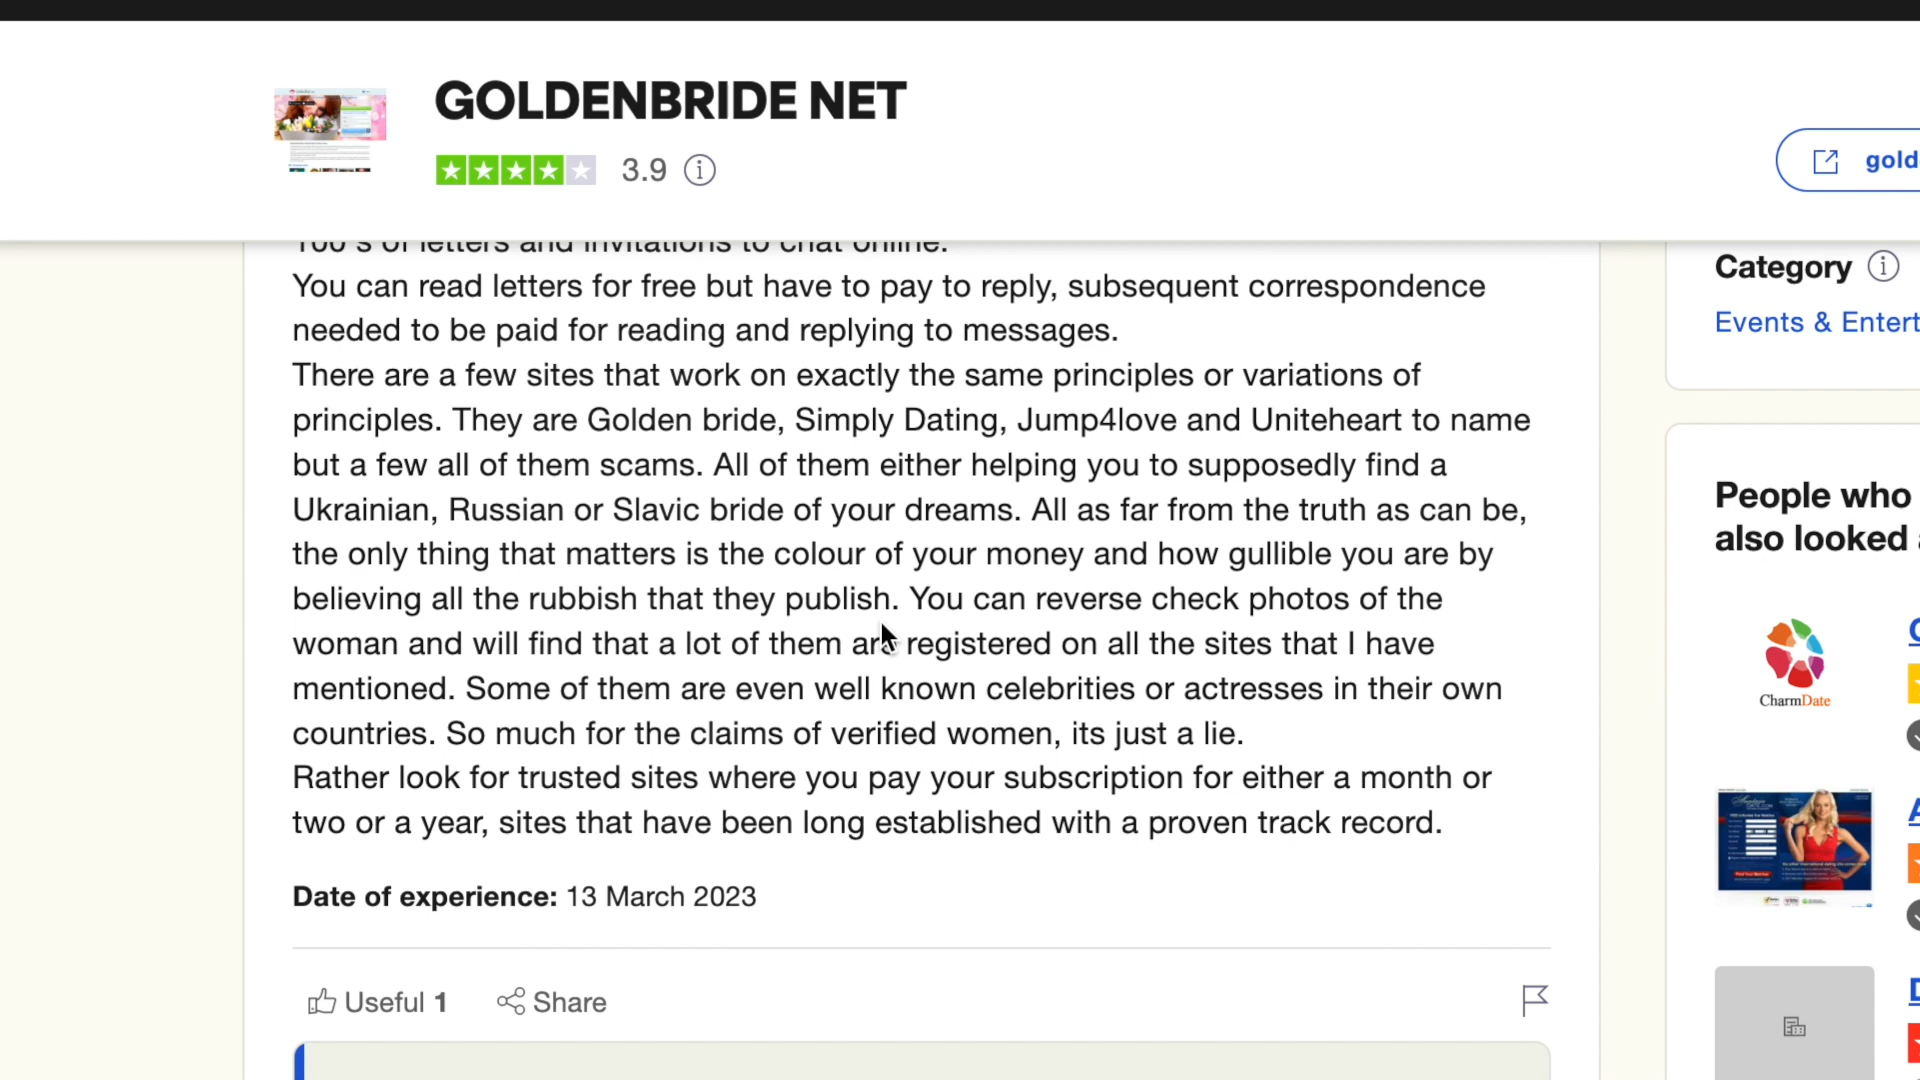 GOLDENBRIDE NET
3.9
gold
100's of letters and invitations to chat online.
You can read letters for free but have to pay to reply, subsequent correspondence
needed to be paid for reading and replying to messages.
There are a few sites that work on exactly the same principles or variations of
principles. They are Golden bride, Simply Dating, Jump4love and Uniteheart to name
but a few all of them scams. All of them either helping you to supposedly find a
Ukrainian, Russian or Slavic bride of your dreams. All as far from the truth as can be,
the only thing that matters is the colour of your money and how gullible you are by
believing all the rubbish that they publish. You can reverse check photos of the
woman and will find that a lot of them are registered on all the sites that I have
mentioned. Some of them are even well known celebrities or actresses in their own
countries. So much for the claims of verified women, its just a lie.
Rather look for trusted sites where you pay your subscription for either a month or
two or a year, sites that have been long established with a proven track record.
Date of experience: 13 March 2023
Useful 1
Share
Category
Events & Entert
People who
also looked
CharmDate